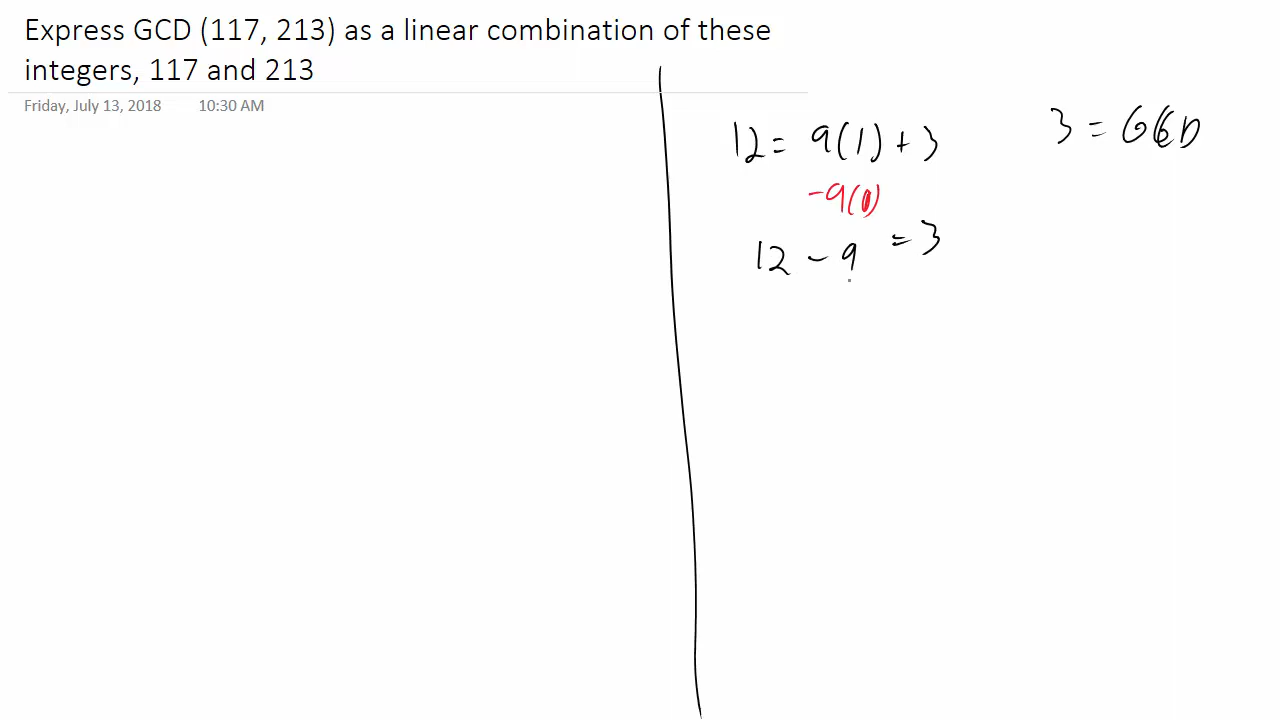 Express GCD (117, 213) as a linear combination of these
integers, 117 and 213
Friday, July 13, 2018 10:30 AM
12 = 9(1) + 3
3 = GCD
-9(1)
12 - 9 = 3